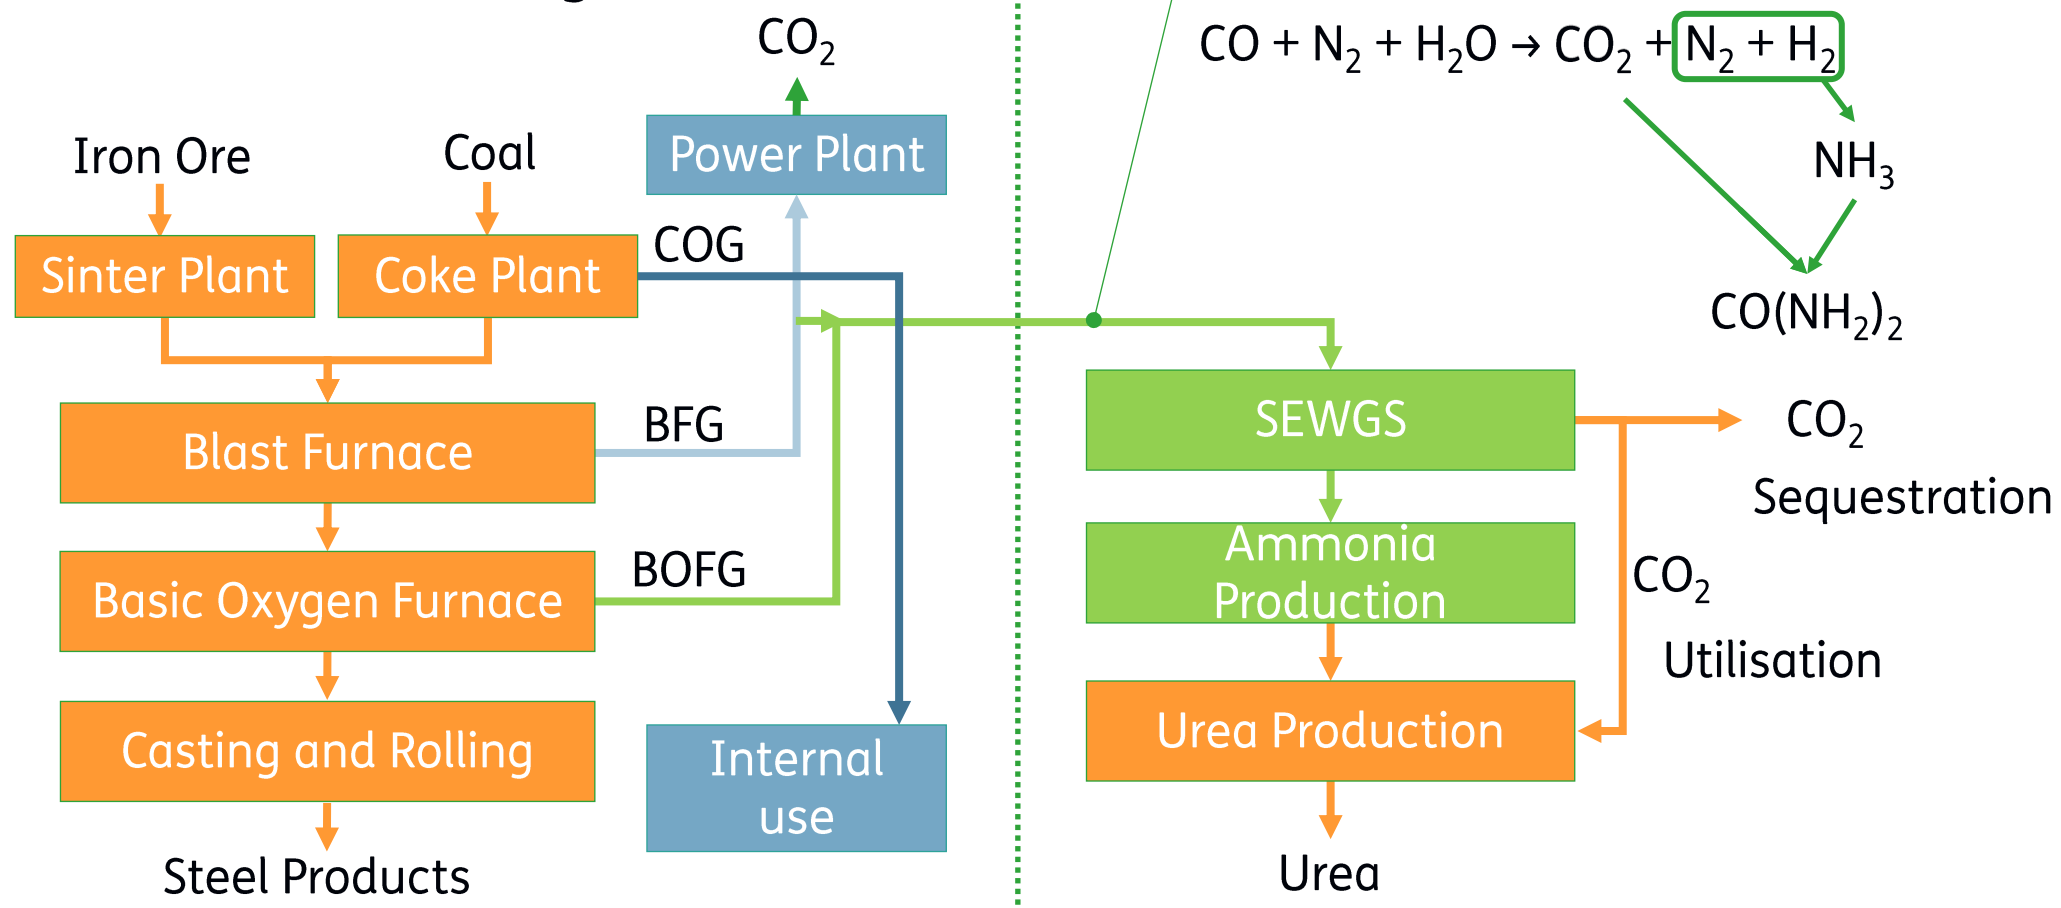 CO₂
Power Plant
Iron Ore
Coal
COG
Sinter Plant
Coke Plant
BFG
Blast Furnace
BOFG
Basic Oxygen Furnace
Casting and Rolling
Internal
use
Steel Products
CO + N₂ + H₂O → CO₂ + N₂ + H₂
NH₃
CO(NH₂)₂
SEWGS
CO₂
Sequestration
Ammonia
Production
CO₂
Utilisation
Urea Production
Urea